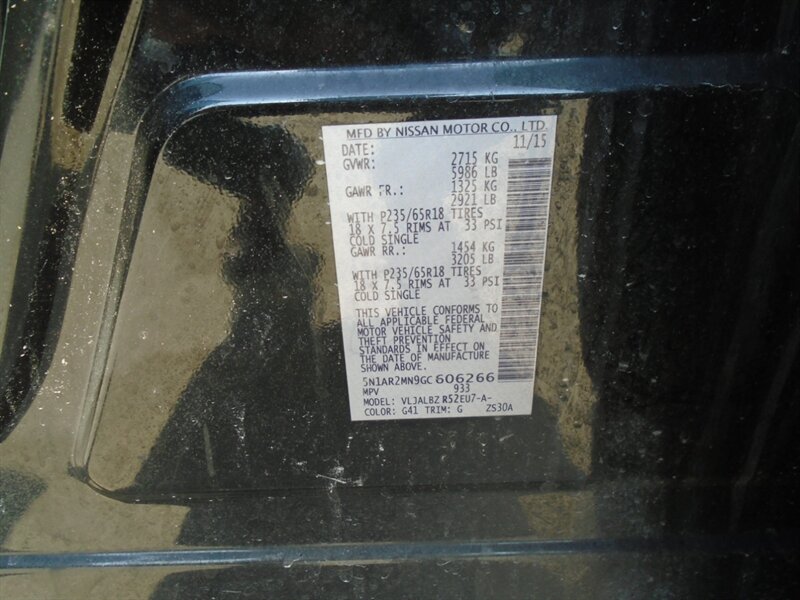 MFD BY NISSAN MOTOR CO., LTD.
DATE: 11/15
GVWR: 2715 KG
5986 LB
GAWR FR.: 1325 KG
2921 LB
WITH P235/65R18 TIRES
18 X 7.5 RIMS AT 33 PSI
COLD SINGLE
GAWR RR.: 1454 KG
3205 LB
WITH P235/65R18 TIRES
18 X 7.5 RIMS AT 33 PSI
COLD SINGLE
THIS VEHICLE CONFORMS TO
ALL APPLICABLE FEDERAL
MOTOR VEHICLE SAFETY AND
THEFT PREVENTION
STANDARDS IN EFFECT ON
THE DATE OF MANUFACTURE
SHOWN ABOVE.
5N1AR2MN9GC606266
MPV 933
MODEL: VLJALBZ R52EU7-A-
COLOR: G41 TRIM: G ZS30A